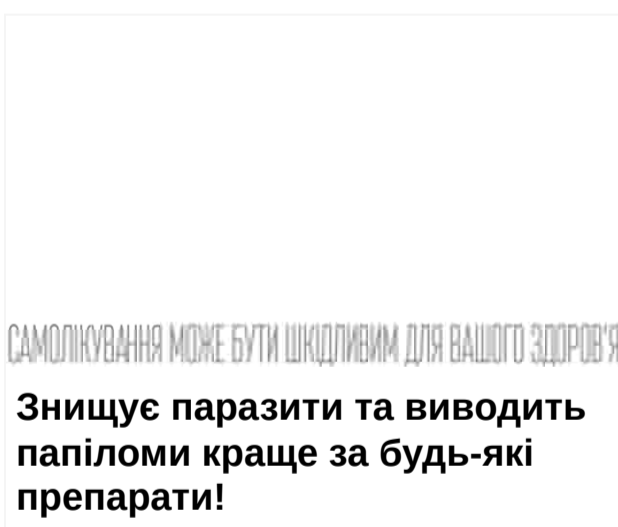 САМОЛІКУВАННЯ МОЖЕ БУТИ ШКІДЛИВИМ ДЛЯ ВАШОГО ЗДОРОВ'Я
Знищує паразити та виводить
папіломи краще за будь-які
препарати!